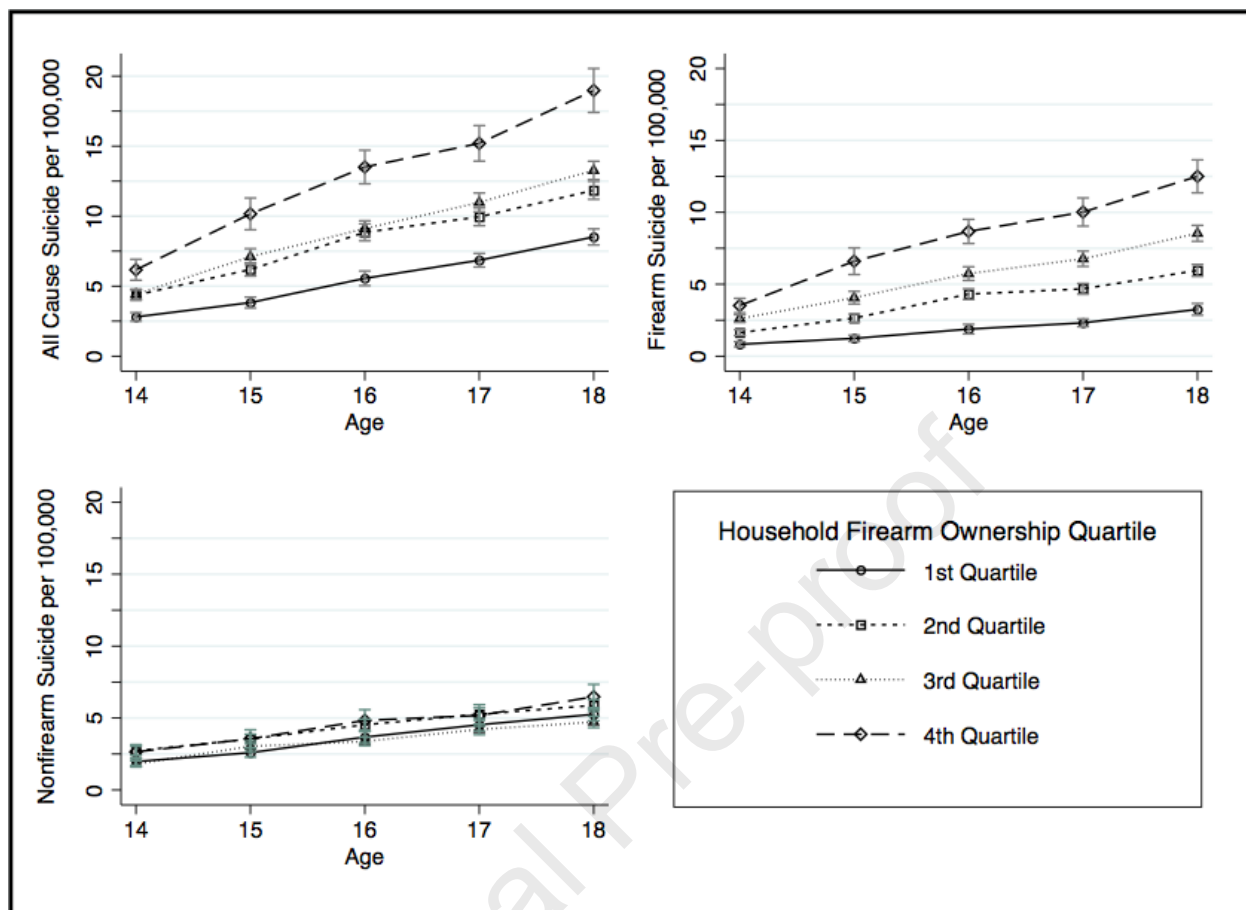 All Cause Suicide per 100,000
20
15
10
5
0
14 15 16 17 18
Age
Firearm Suicide per 100,000
20
15
10
5
0
14 15 16 17 18
Age
Nonfirearm Suicide per 100,000
20
15
10
5
0
14 15 16 17 18
Age
Household Firearm Ownership Quartile
1st Quartile
2nd Quartile
3rd Quartile
4th Quartile
al Pre-proof